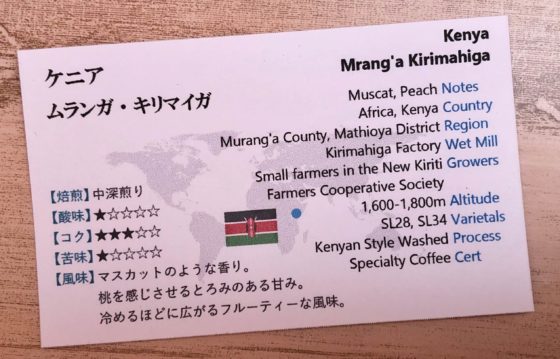 ケニア
ムランガ・キリマイガ
Kenya
Mrang'a Kirimahiga
Muscat, Peach Notes
Africa, Kenya Country
Murang'a County, Mathioya District Region
Kirimahiga Factory Wet Mill
Small farmers in the New Kiriti Growers
Farmers Cooperative Society
1,600-1,800m Altitude
SL28, SL34 Varietals
Kenyan Style Washed Process
Specialty Coffee Cert
【焙煎】中深煎り
【酸味】★☆☆☆☆
【コク】★★★☆☆
【苦味】★☆☆☆☆
【風味】マスカットのような香り。
桃を感じさせるとろみのある甘み。
冷めるほどに広がるフルーティーな風味。